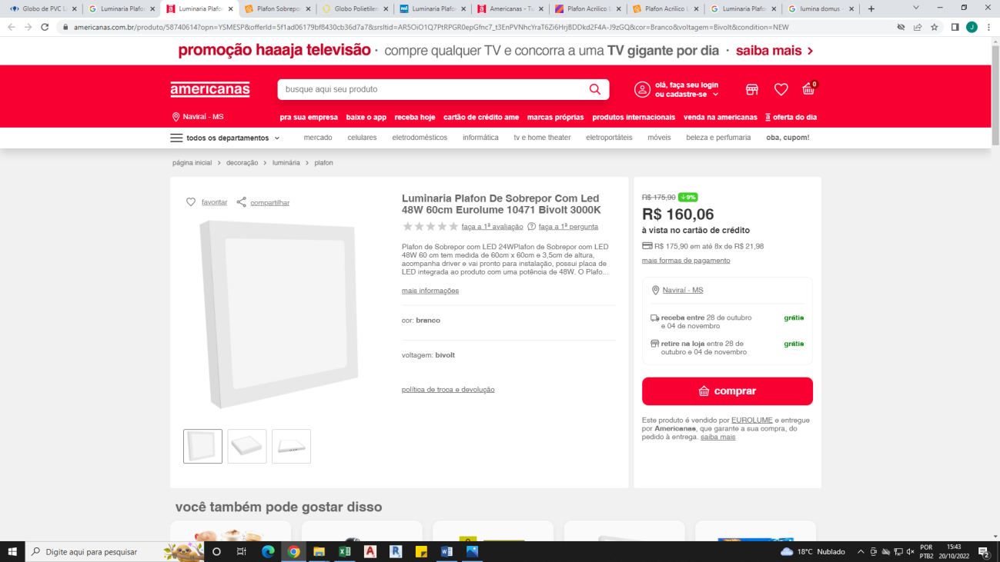 Globo de PVC L
Luminaria Plafo
Luminaria Plafo
Plafon Sobrepo
Globo Polietile
Luminaria Plafo
Americanas - Tu
Plafon Acrilico L
Plafon Acrilico L
Luminaria Plafo
lumina domus -
americanas.com.br/produto/58740614?opn=YSMESP&offerId=5f1ad06179bf8430cb36d7a7&srsltid=AR5OiO1Q7PtRPGR0epGfnc7_t3EnPVNhcYraT6Zi6HrjBDDkd2F4A-J9zGQ&cor=Branco&voltagem=Bivolt&condition=NEW
J
promoção haaaja televisão · compre qualquer TV e concorra a uma TV gigante por dia · saiba mais >
americanas
busque aqui seu produto
olá, faça seu login
ou cadastre-se
0
Naviraí - MS
pra sua empresa baixe o app receba hoje cartão de crédito ame marcas próprias produtos internacionais venda na americanas a oferta do dia
todos os departamentos
mercado celulares eletrodomésticos informática tv e home theater eletroportáteis móveis beleza e perfumaria oba, cupom!
página inicial > decoração > luminária > plafon
favoritar
compartilhar
Luminaria Plafon De Sobrepor Com Led
48W 60cm Eurolume 10471 Bivolt 3000K
faça a 1ª avaliação faça a 1ª pergunta
Plafon de Sobrepor com LED 24WPlafon de Sobrepor com LED
48W 60 cm tem medida de 60cm x 60cm e 3,5cm de altura,
acompanha driver e vai pronto para instalação, possui placa de
LED integrada ao produto com uma potência de 48W. O Plafo...
mais informações
cor: branco
voltagem: bivolt
política de troca e devolução
R$ 175,90 9%
R$ 160,06
à vista no cartão de crédito
R$ 175,90 em até 8x de R$ 21,98
mais formas de pagamento
Naviraí - MS
receba entre 28 de outubro
e 04 de novembro
grátis
retire na loja entre 28 de
outubro e 04 de novembro
grátis
comprar
Este produto é vendido por EUROLUME e entregue
por Americanas, que garante a sua compra, do
pedido à entrega. saiba mais
você também pode gostar disso
Digite aqui para pesquisar
18°C Nublado
POR
PTB2
15:43
20/10/2022
2